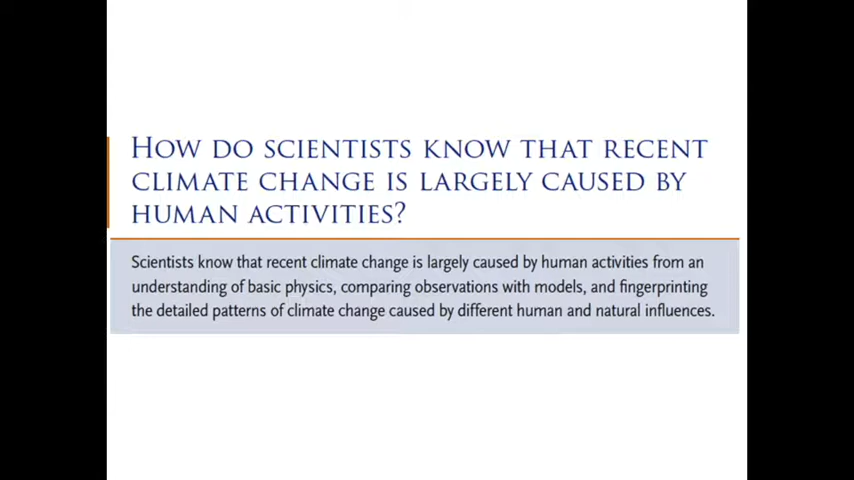 How do scientists know that recent
climate change is largely caused by
human activities?
Scientists know that recent climate change is largely caused by human activities from an
understanding of basic physics, comparing observations with models, and fingerprinting
the detailed patterns of climate change caused by different human and natural influences.